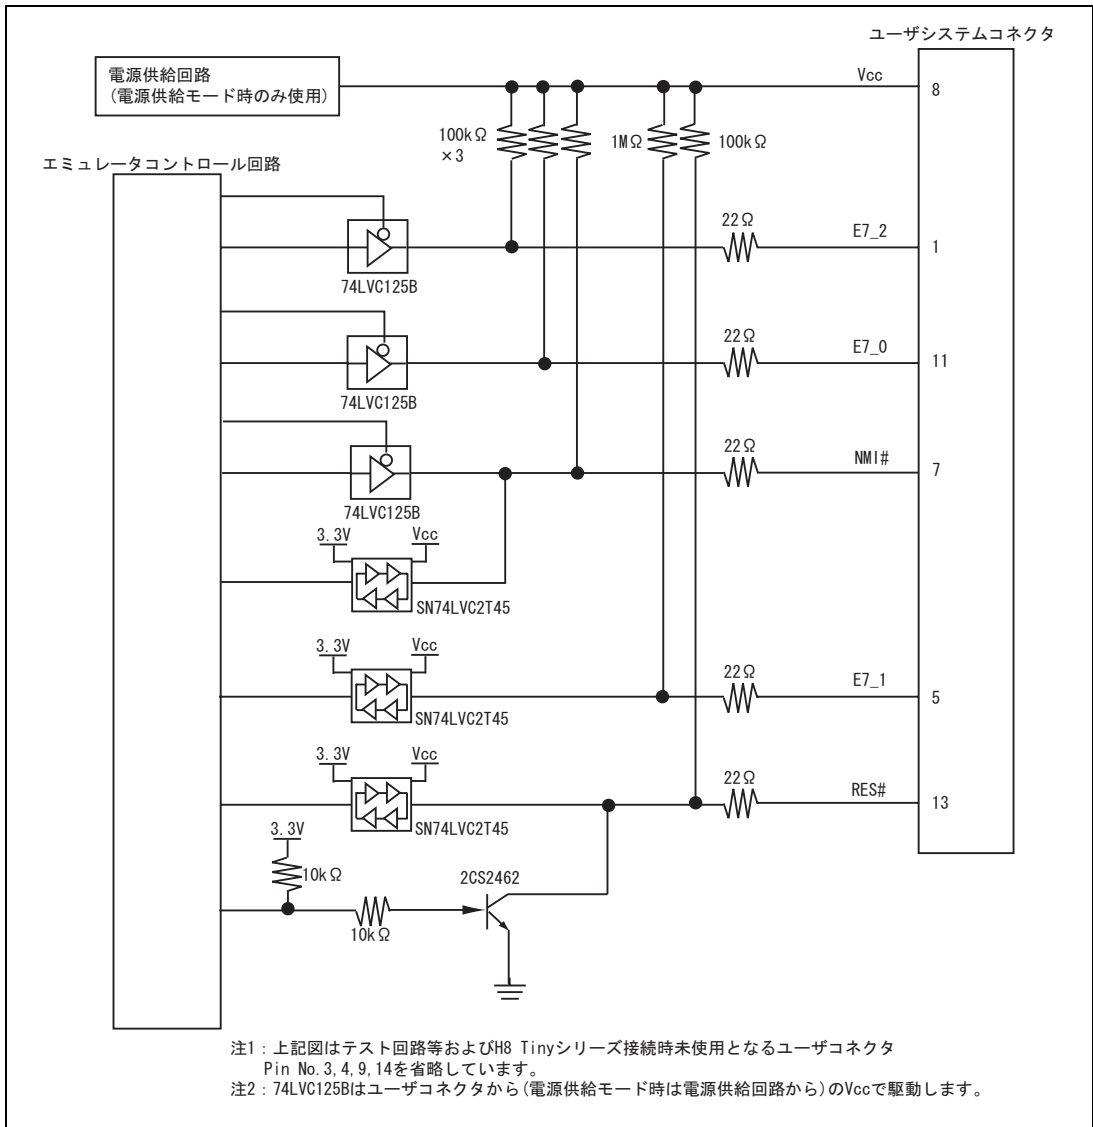 ユーザシステムコネクタ
電源供給回路
(電源供給モード時のみ使用)
Vcc
8
100kΩ
×3
1MΩ
100kΩ
エミュレータコントロール回路
22Ω
E7_2
1
74LVC125B
22Ω
E7_0
11
74LVC125B
22Ω
NMI#
7
74LVC125B
3.3V
Vcc
SN74LVC2T45
3.3V
Vcc
22Ω
E7_1
5
SN74LVC2T45
3.3V
Vcc
22Ω
RES#
13
SN74LVC2T45
3.3V
10kΩ
2CS2462
10kΩ
注1：上記図はテスト回路等およびH8 Tinyシリーズ接続時未使用となるユーザコネクタ
Pin No.3,4,9,14を省略しています。
注2：74LVC125Bはユーザコネクタから(電源供給モード時は電源供給回路から)のVccで駆動します。